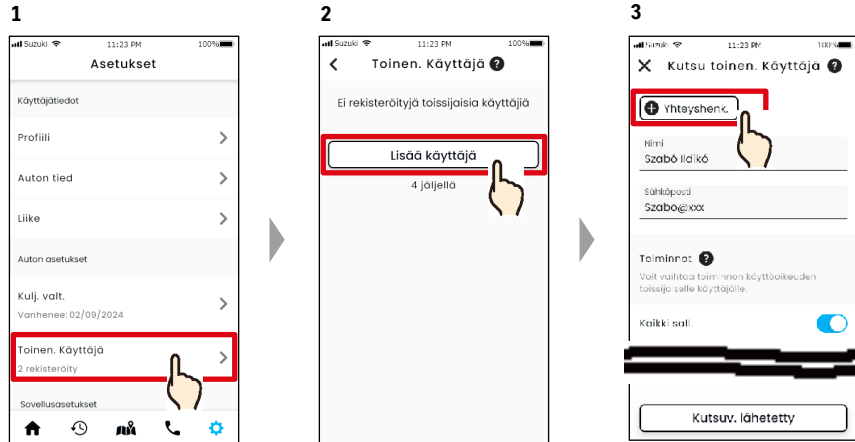 1
Suzuki 11:23 PM 100%
Asetukset
Käyttäjätiedot
Profiili
Auton tied
Liike
Auton asetukset
Kulj. valt.
Vanhenee: 02/09/2024
Toinen. Käyttäjä
2 rekisteröity
Sovellusasetukset
2
Suzuki 11:23 PM 100%
Toinen. Käyttäjä ?
Ei rekisteröityjä toissijaisia käyttäjiä
Lisää käyttäjä
4 jäljellä
3
Suzuki 11:23 PM 100%
Kutsu toinen. Käyttäjä ?
Yhteyshenk.
Nimi
Szabó Ildikó
Sähköposti
Szabo@xxx
Toiminnot ?
Voit vaihtaa toiminnon käyttöoikeuden
toissijaiselle käyttäjälle.
Kaikki sall.
Kutsuv. lähetetty